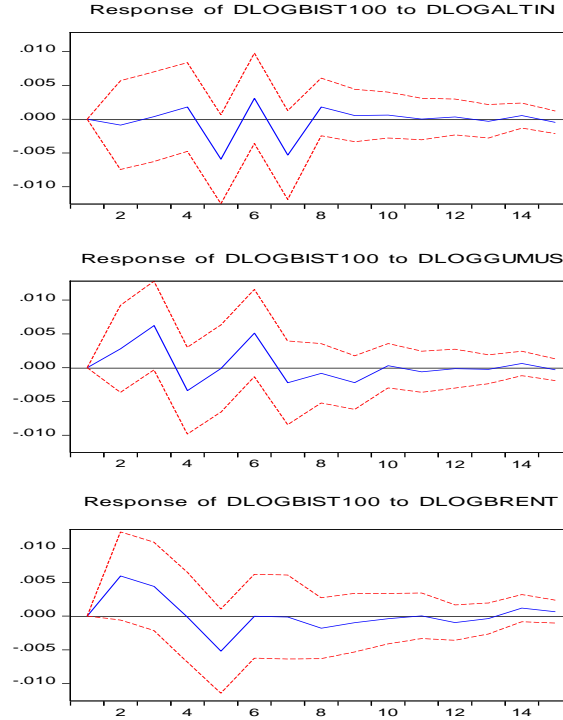 Response of DLOGBIST100 to DLOGALTIN
.010
.005
.000
-.005
-.010
2 4 6 8 10 12 14
Response of DLOGBIST100 to DLOGGUMUS
.010
.005
.000
-.005
-.010
2 4 6 8 10 12 14
Response of DLOGBIST100 to DLOGBRENT
.010
.005
.000
-.005
-.010
2 4 6 8 10 12 14